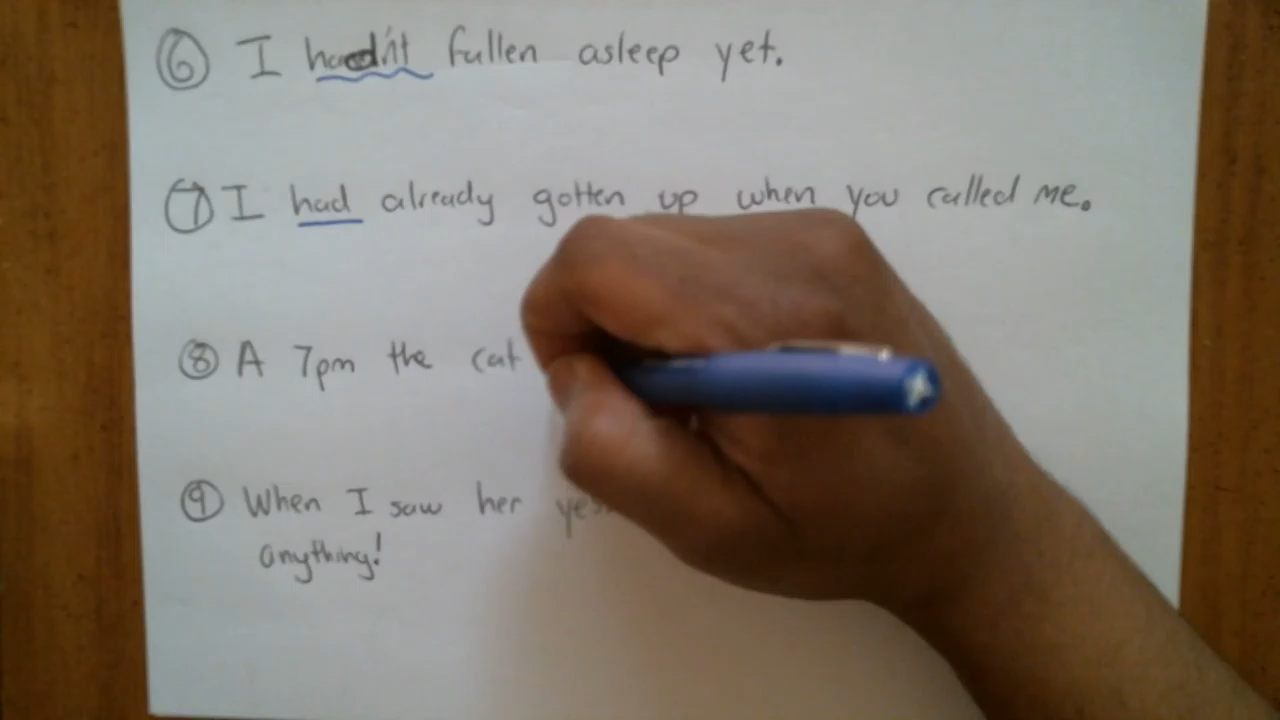 6 I hadn't fallen asleep yet.
7 I had already gotten up when you called me.
8 A 7pm the cat
9 When I saw her
anything!